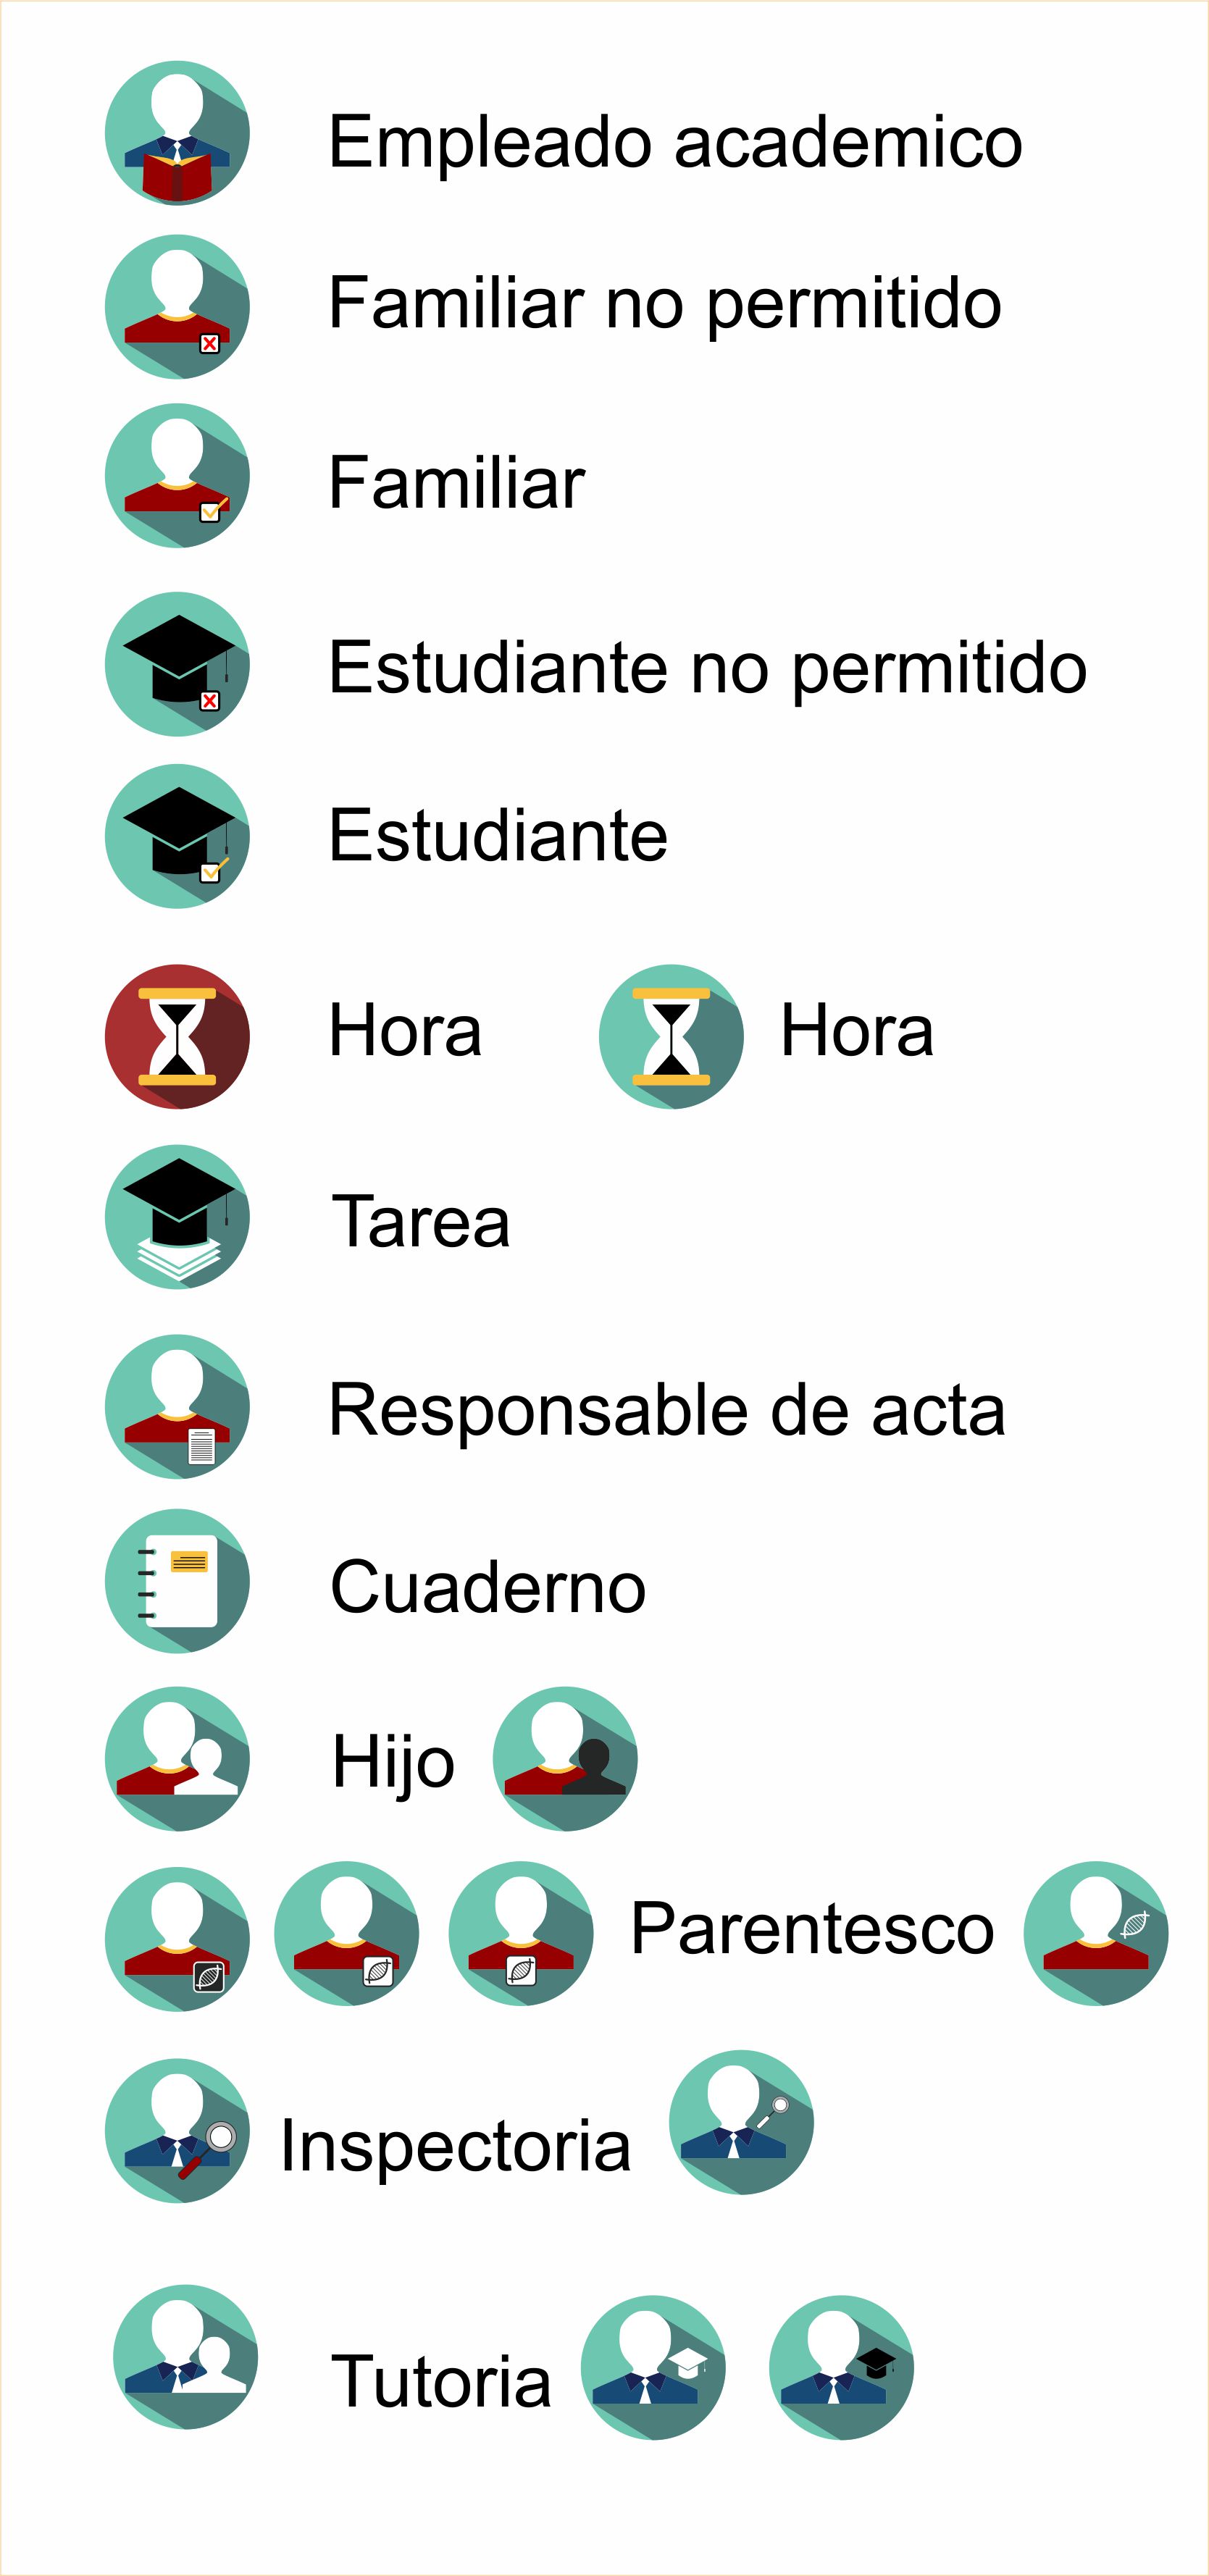 Empleado academico
Familiar no permitido
Familiar
Estudiante no permitido
Estudiante
Hora Hora
Tarea
Responsable de acta
Cuaderno
Hijo
Parentesco
Inspectoria
Tutoria